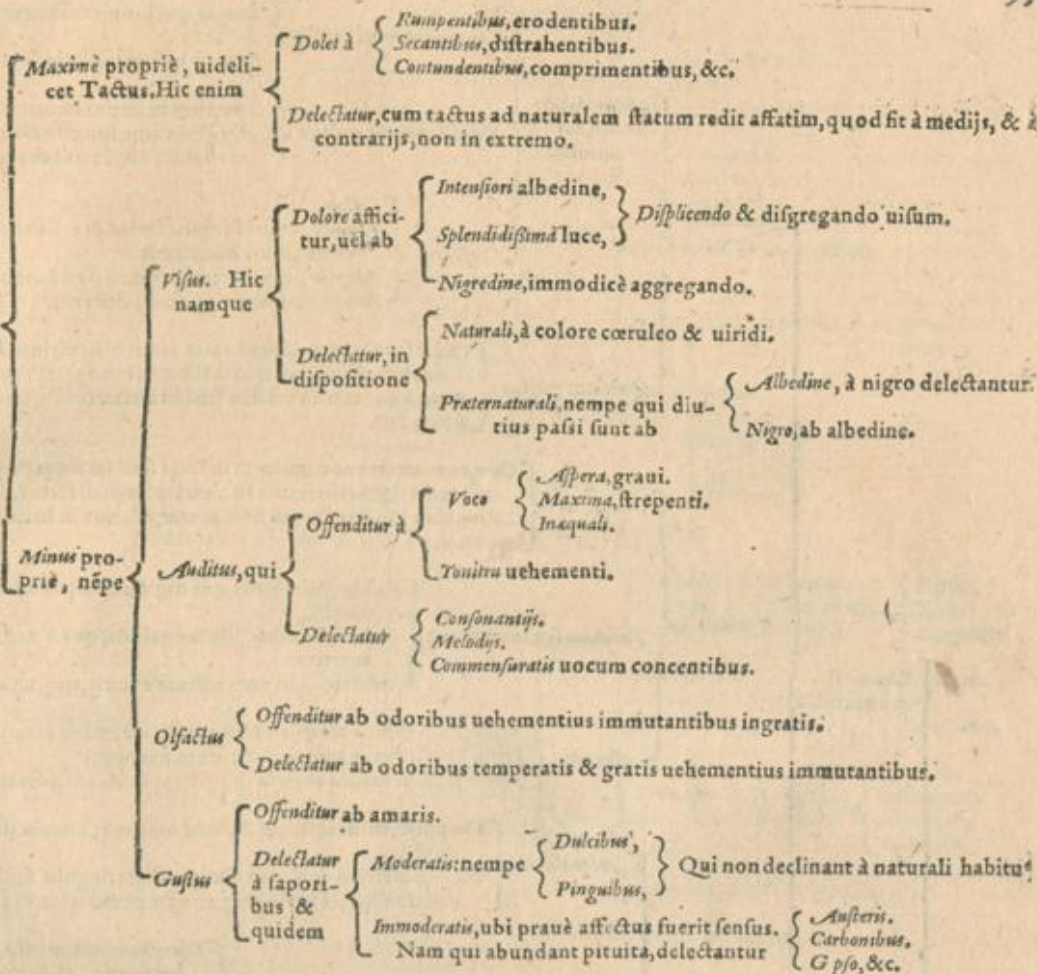 Maximè propriè, uideli-
cet Tactus. Hic enim
Dolet à
Rumpentibus, erodentibus.
Secantibus, diſtrahentibus.
Contundentibus, comprimentibus, &c.
Delectatur, cum tactus ad naturalem ſtatum redit affatim, quod fit à medijs, & à
contrarijs, non in extremo.
Minus pro-
priè, nẽpe
Viſus. Hic
namque
Dolore affici-
tur, uel ab
Intenſiori albedine,
Splendidißima luce,
Diſplicendo & diſgregando uiſum.
Nigredine, immodicè aggregando.
Delectatur, in
diſpoſitione
Naturali, à colore cœruleo & uiridi.
Præternaturali, nempe qui diu-
tius paſsi ſunt ab
Albedine, à nigro delectantur.
Nigro, ab albedine.
Auditus, qui
Offenditur à
Voce
Aſpera, graui.
Maxima, ſtrepenti.
Inæquali.
Tonitru uehementi.
Delectatur
Conſonantijs.
Melodijs.
Commenſuratis uocum concentibus.
Olfactus
Offenditur ab odoribus uehementius immutantibus ingratis.
Delectatur ab odoribus temperatis & gratis uehementius immutantibus.
Guſtus
Offenditur ab amaris.
Delectatur
à ſapori-
bus &
quidem
Moderatis: nempe
Dulcibus,
Pinguibus,
Qui non declinant à naturali habitu
Immoderatis, ubi prauè affectus fuerit ſenſus.
Nam qui abundant pituita, delectantur
Auſteris.
Carbonibus.
G pſo, &c.